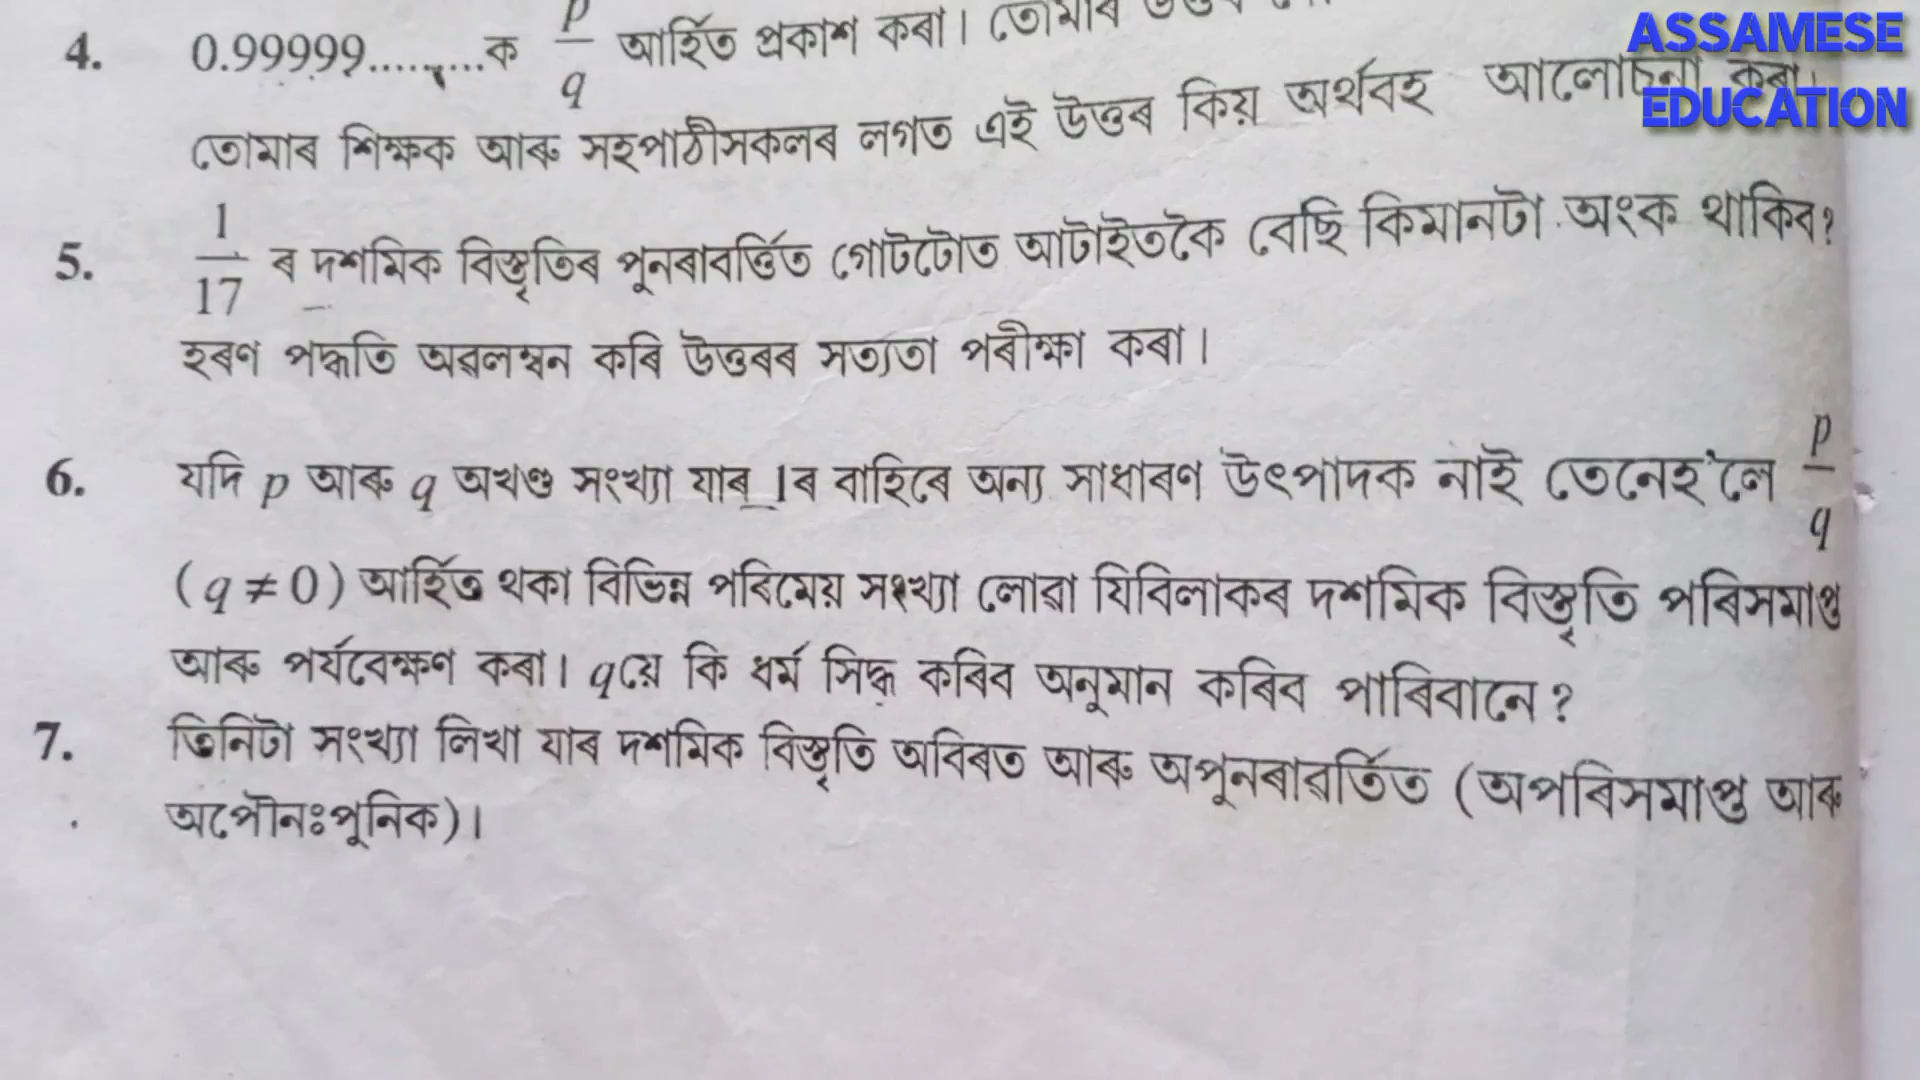 4. 0.99999.........ক p/q আৰ্হিত প্ৰকাশ কৰা। তোমাৰ
তোমাৰ শিক্ষক আৰু সহপাঠীসকলৰ লগত এই উত্তৰ কিয় অৰ্থবহ আলোচনা কৰা।
5. 1/17 ৰ দশমিক বিস্তৃতিৰ পুনৰাবৰ্ত্তিত গোটটোত আটাইতকৈ বেছি কিমানটা অংক থাকিব?
হৰণ পদ্ধতি অৱলম্বন কৰি উত্তৰৰ সত্যতা পৰীক্ষা কৰা।
6. যদি p আৰু q অখণ্ড সংখ্যা যাৰ 1ৰ বাহিৰে অন্য সাধাৰণ উৎপাদক নাই তেনেহ'লে p/q
( q ≠ 0 ) আৰ্হিত থকা বিভিন্ন পৰিমেয় সংখ্যা লোৱা যিবিলাকৰ দশমিক বিস্তৃতি পৰিসমাপ্ত
আৰু পৰ্যবেক্ষণ কৰা। qয়ে কি ধৰ্ম সিদ্ধ কৰিব অনুমান কৰিব পাৰিবানে ?
7. তিনিটা সংখ্যা লিখা যাৰ দশমিক বিস্তৃতি অবিৰত আৰু অপুনৰাৱৰ্তিত (অপৰিসমাপ্ত আৰু
অপৌনঃপুনিক)।
ASSAMESE
EDUCATION